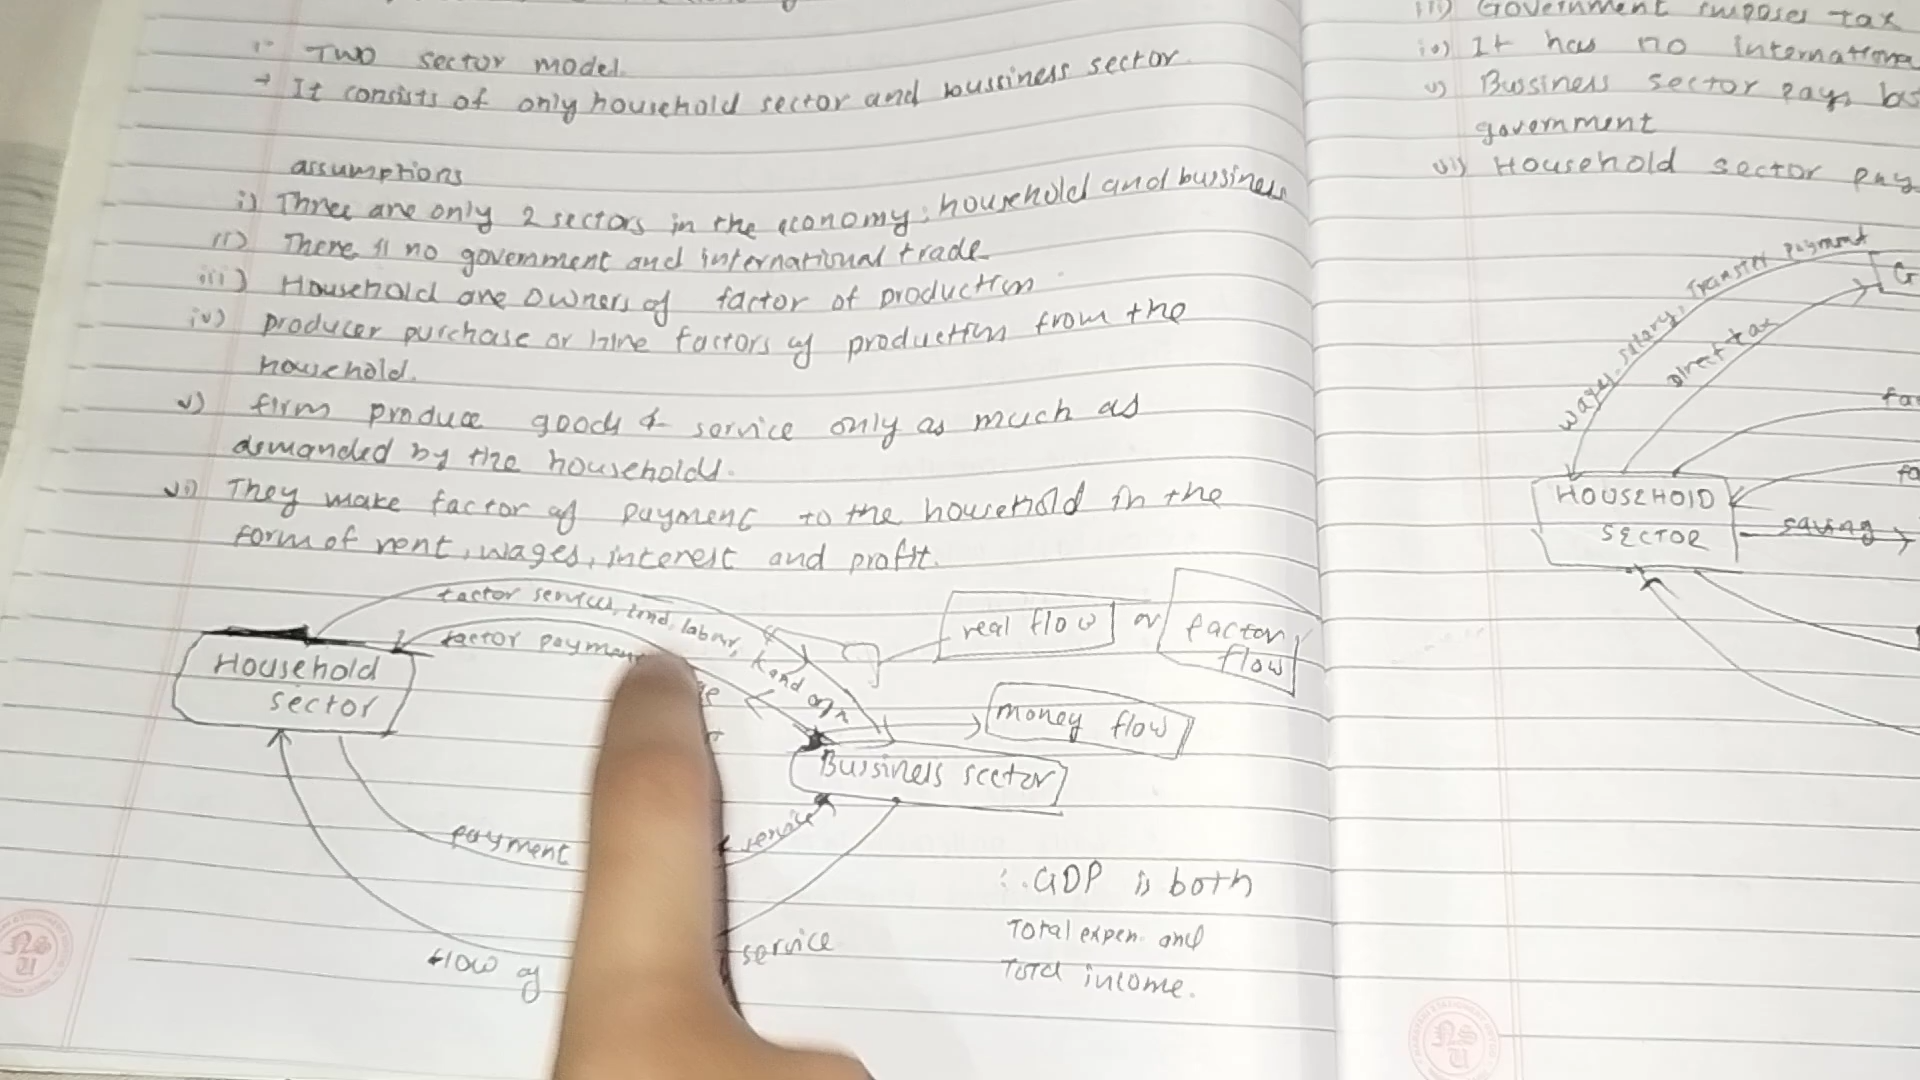 TWO sector model.
→ It consists of only household sector and bussiness sector.
assumptions
i) Three are only 2 sectors in the economy; household and bussiness
ii) There is no government and international trade
iii) Household are owners of factor of production
iv) producer purchase or hire factors of production from the
household.
v) firm produce goods & service only as much as
demanded by the households.
vi) They make factor of payment to the household in the
form of rent, wages, interest and profit.
factor services, land, labour, k and
factor
real flow or factor
flow
Household
sector
money flow
Bussiness sector
payment
service
flow of
service
∴ GDP is both
Total expen. and
Total income.
iii) Government imposes tax
iv) It has no
v) Bussiness sector pays
government
vi) Household sector pay
wages, salary, Transfer payment
Direct tax
HOUSEHOLD
SECTOR
saving